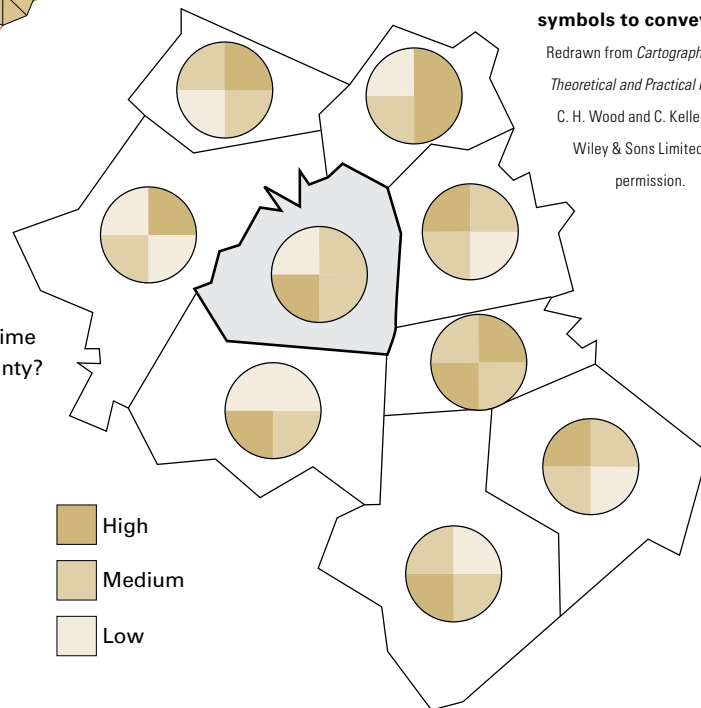 symbols to convey
Redrawn from Cartograph
Theoretical and Practical
C. H. Wood and C. Kelle
Wiley & Sons Limited
permission.
ime
nty?
High
Medium
Low